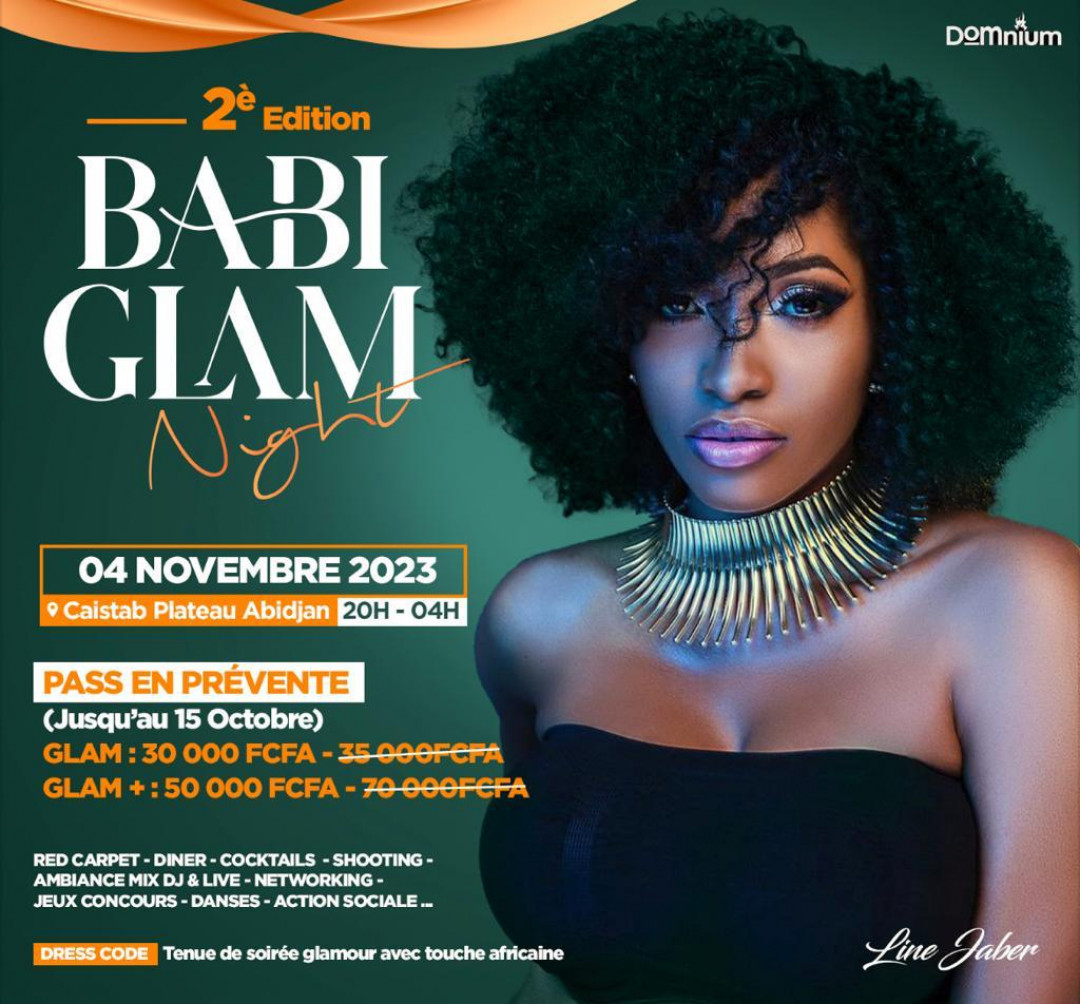 DOMnium
2è Edition
BABI
GLAM
Night
04 NOVEMBRE 2023
Caistab Plateau Abidjan 20H - 04H
PASS EN PRÉVENTE
(Jusqu'au 15 Octobre)
GLAM : 30 000 FCFA - 35 000FCFA
GLAM + : 50 000 FCFA - 70 000FCFA
RED CARPET - DINER - COCKTAILS - SHOOTING -
AMBIANCE MIX DJ & LIVE - NETWORKING -
JEUX CONCOURS - DANSES - ACTION SOCIALE ...
DRESS CODE Tenue de soirée glamour avec touche africaine
Line Jaber